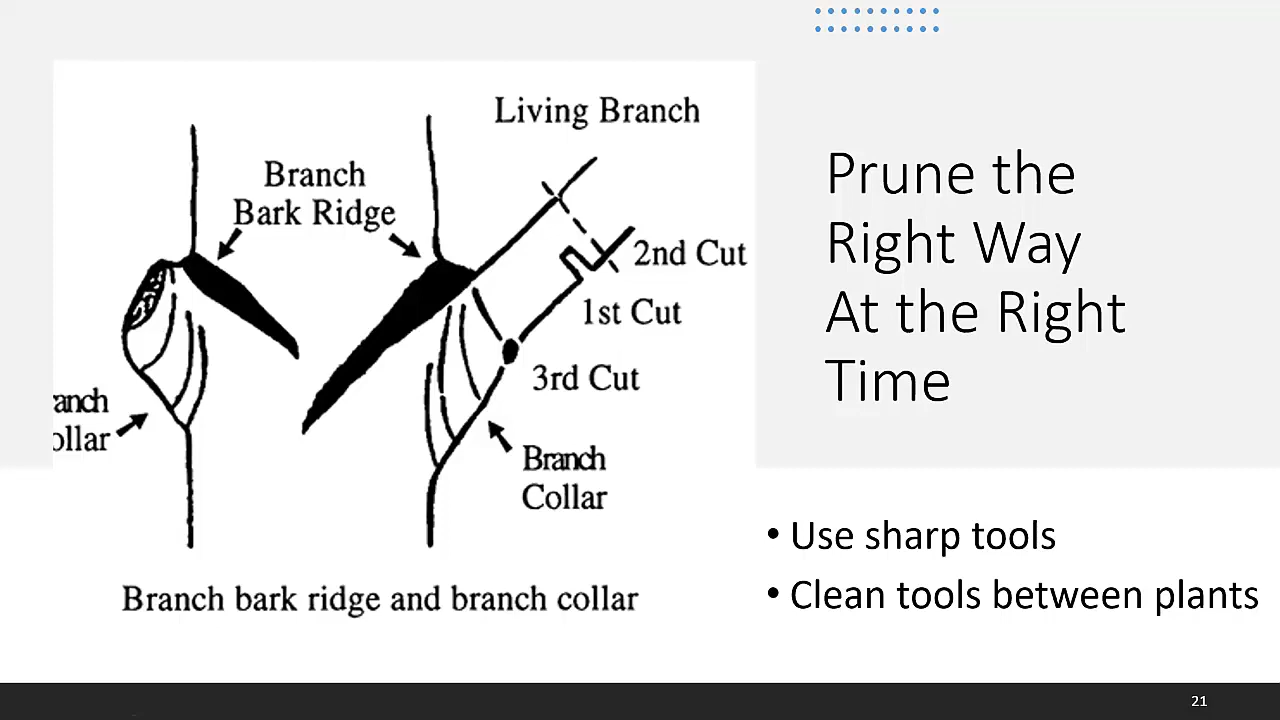 Living Branch
Branch
Bark Ridge
2nd Cut
1st Cut
3rd Cut
anch
ollar
Branch
Collar
Branch bark ridge and branch collar
Prune the
Right Way
At the Right
Time
• Use sharp tools
• Clean tools between plants
21